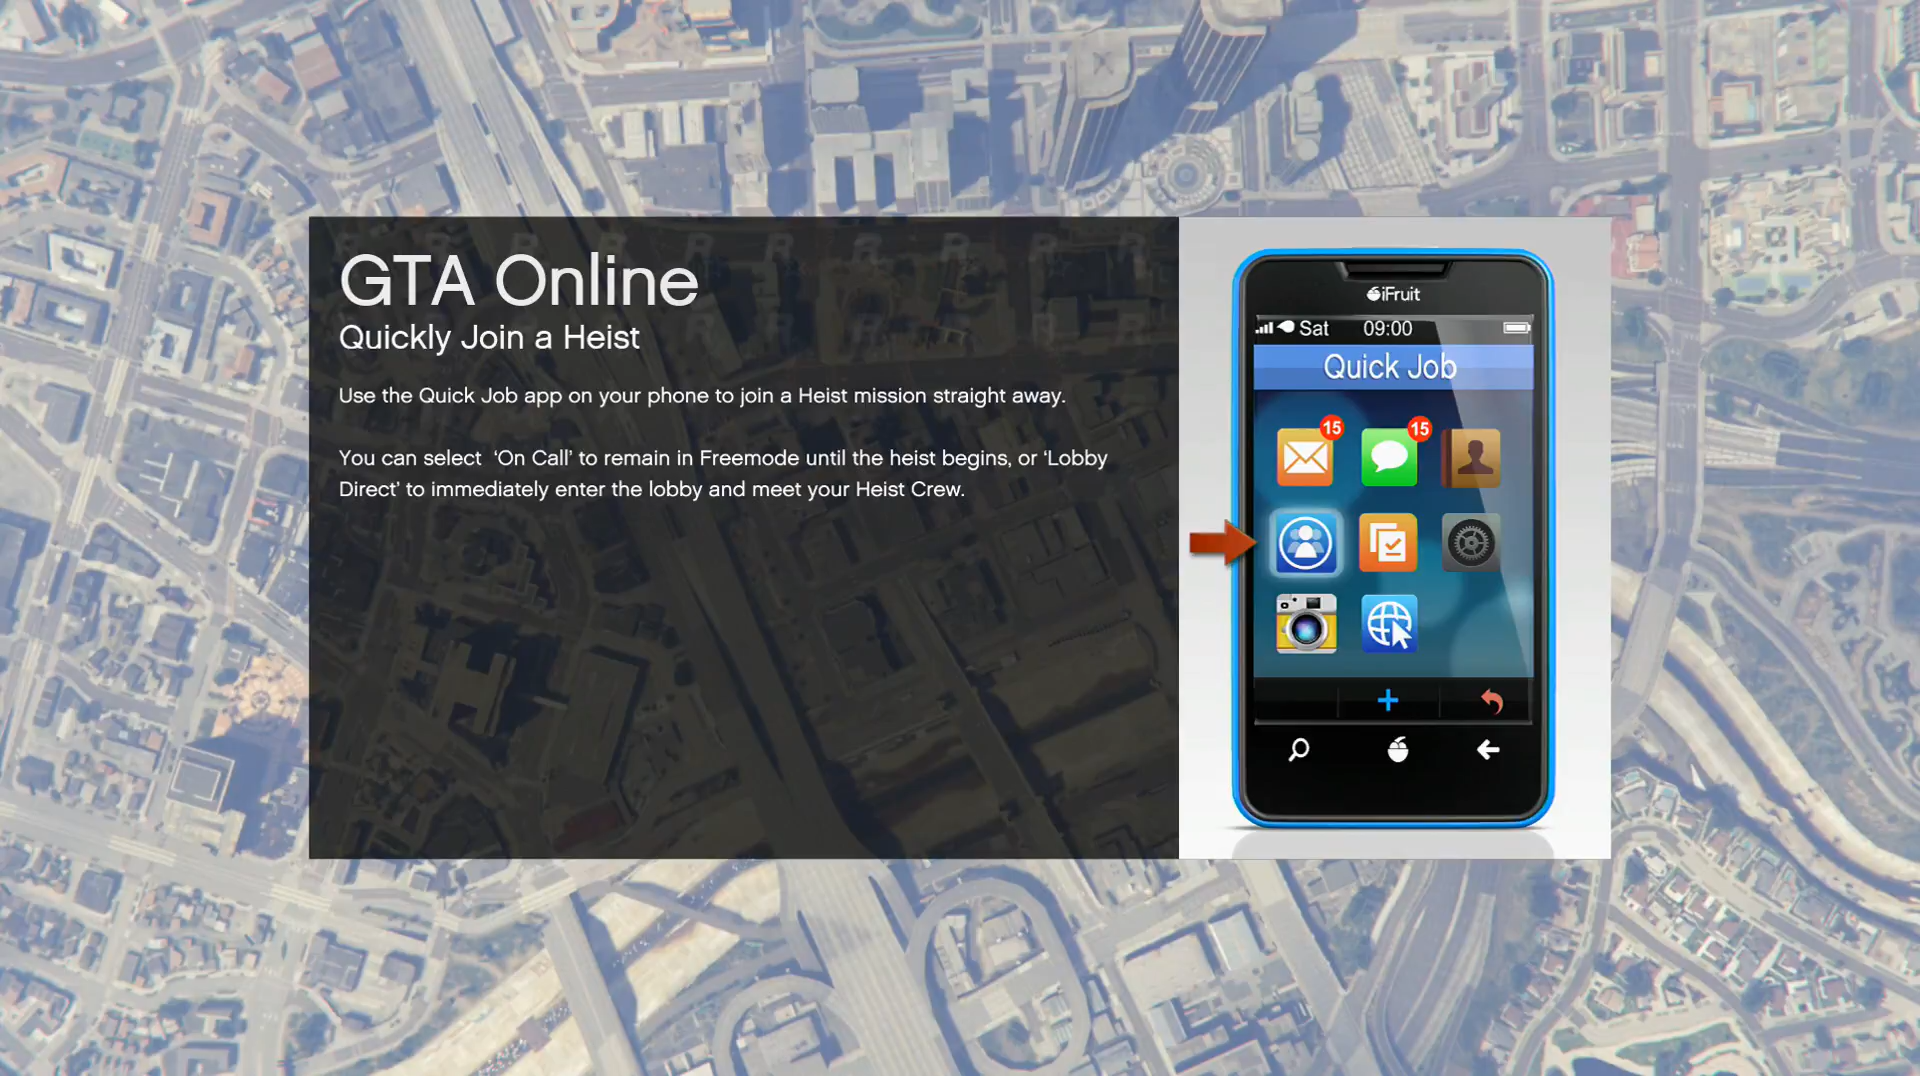 GTA Online
Quickly Join a Heist
Use the Quick Job app on your phone to join a Heist mission straight away.
You can select  ‘On Call’ to remain in Freemode until the heist begins, or ‘Lobby
Direct’ to immediately enter the lobby and meet your Heist Crew.
iFruit
Sat 09:00
Quick Job
15 15